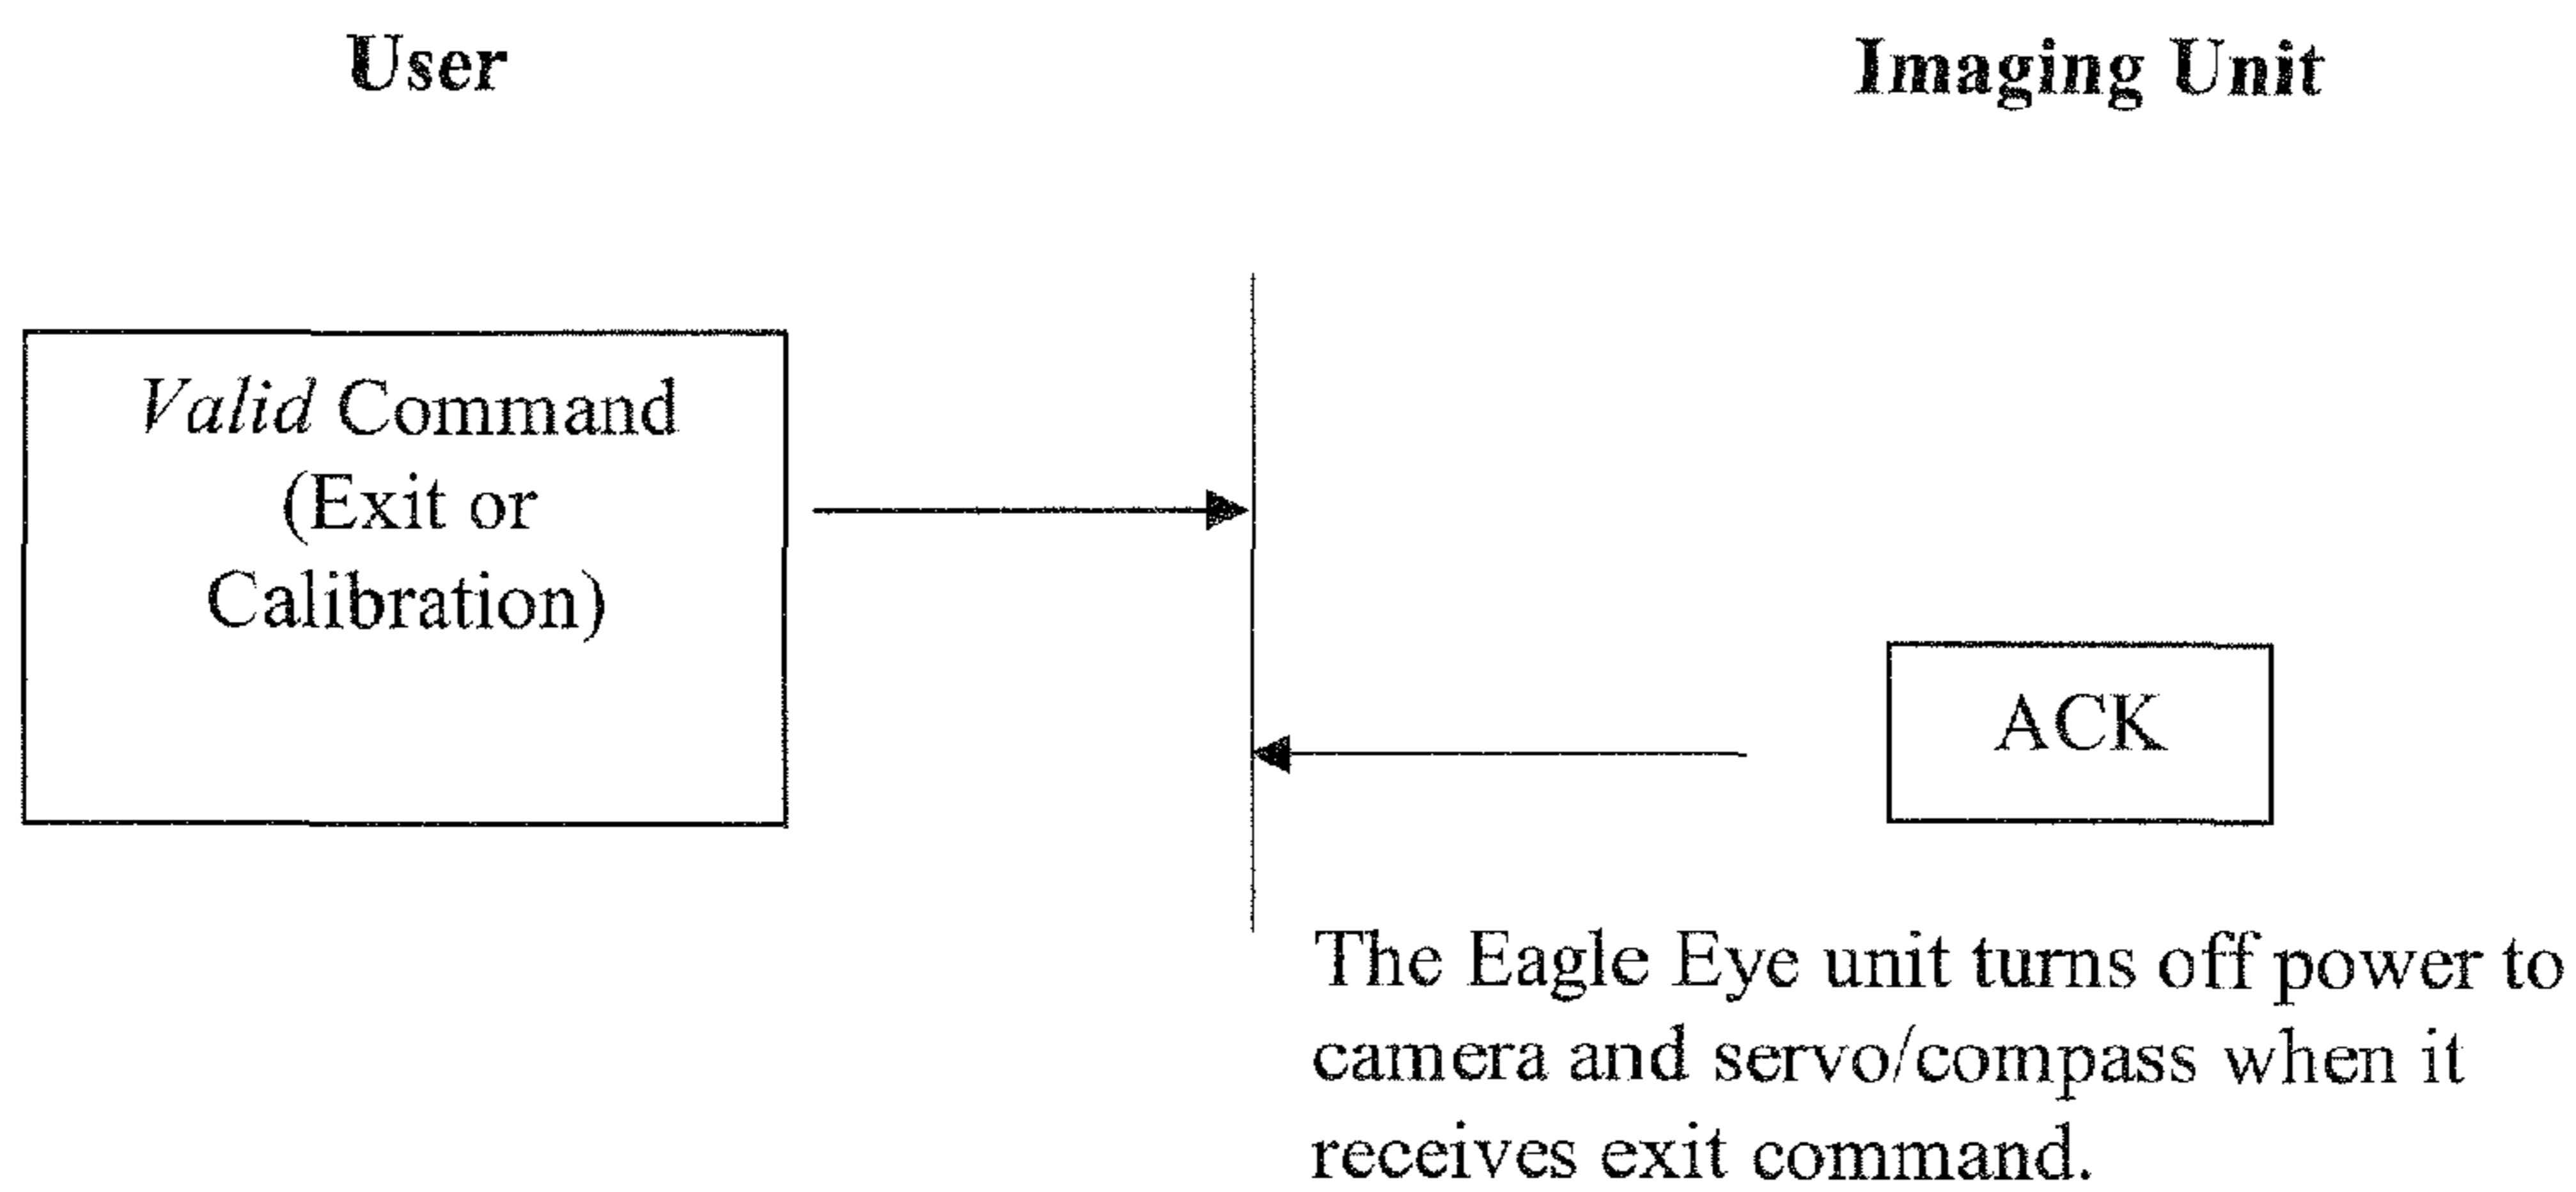 User
Imaging Unit
Valid Command
(Exit or
Calibration)
ACK
The Eagle Eye unit turns off power to
camera and servo/compass when it
receives exit command.